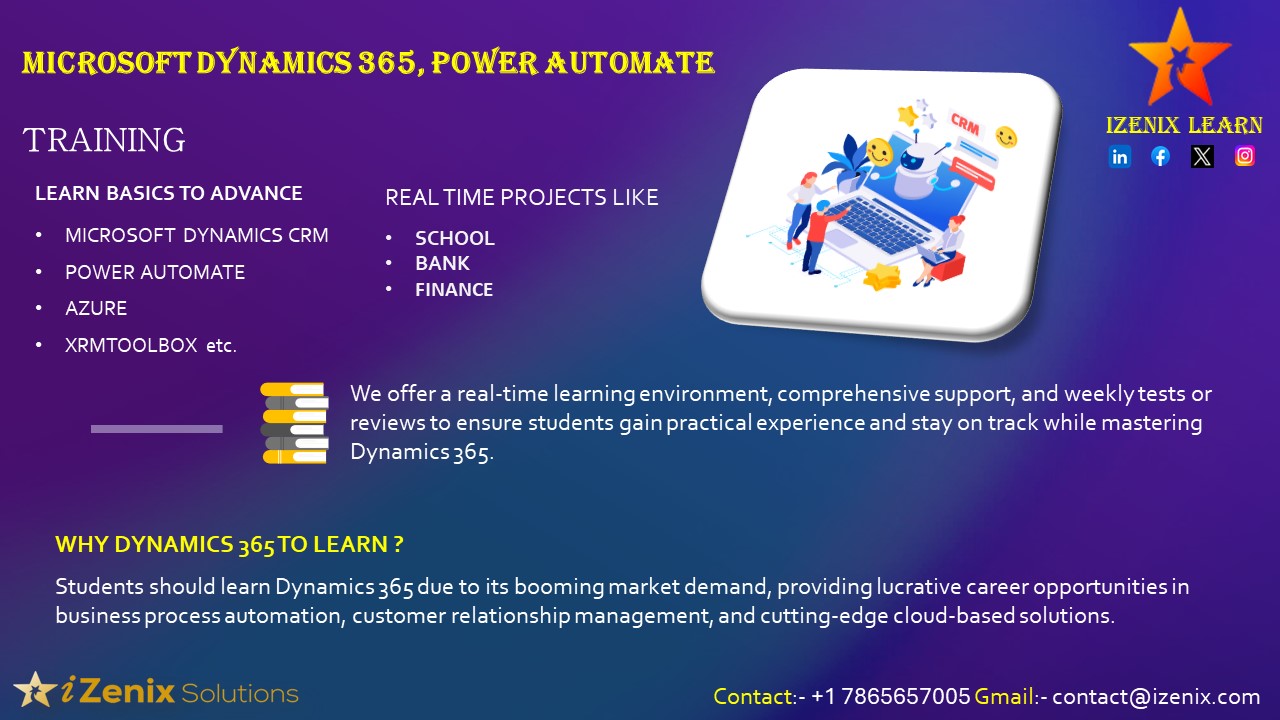 MICROSOFT DYNAMICS 365, POWER AUTOMATE
TRAINING
IZENIX LEARN
in
CRM
LEARN BASICS TO ADVANCE
• MICROSOFT DYNAMICS CRM
• POWER AUTOMATE
• AZURE
• XRMTOOLBOX etc.
REAL TIME PROJECTS LIKE
• SCHOOL
• BANK
• FINANCE
We offer a real-time learning environment, comprehensive support, and weekly tests or
reviews to ensure students gain practical experience and stay on track while mastering
Dynamics 365.
WHY DYNAMICS 365 TO LEARN ?
Students should learn Dynamics 365 due to its booming market demand, providing lucrative career opportunities in
business process automation, customer relationship management, and cutting-edge cloud-based solutions.
iZenix Solutions
Contact:- +1 7865657005 Gmail:- contact@izenix.com